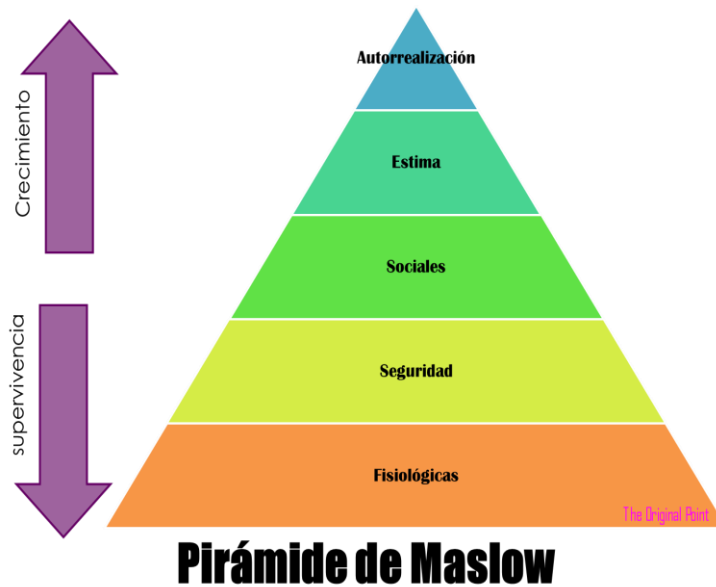 Autorrealización
Crecimiento
Estima
Sociales
supervivencia
Seguridad
Fisiológicas
The Original Point
Pirámide de Maslow